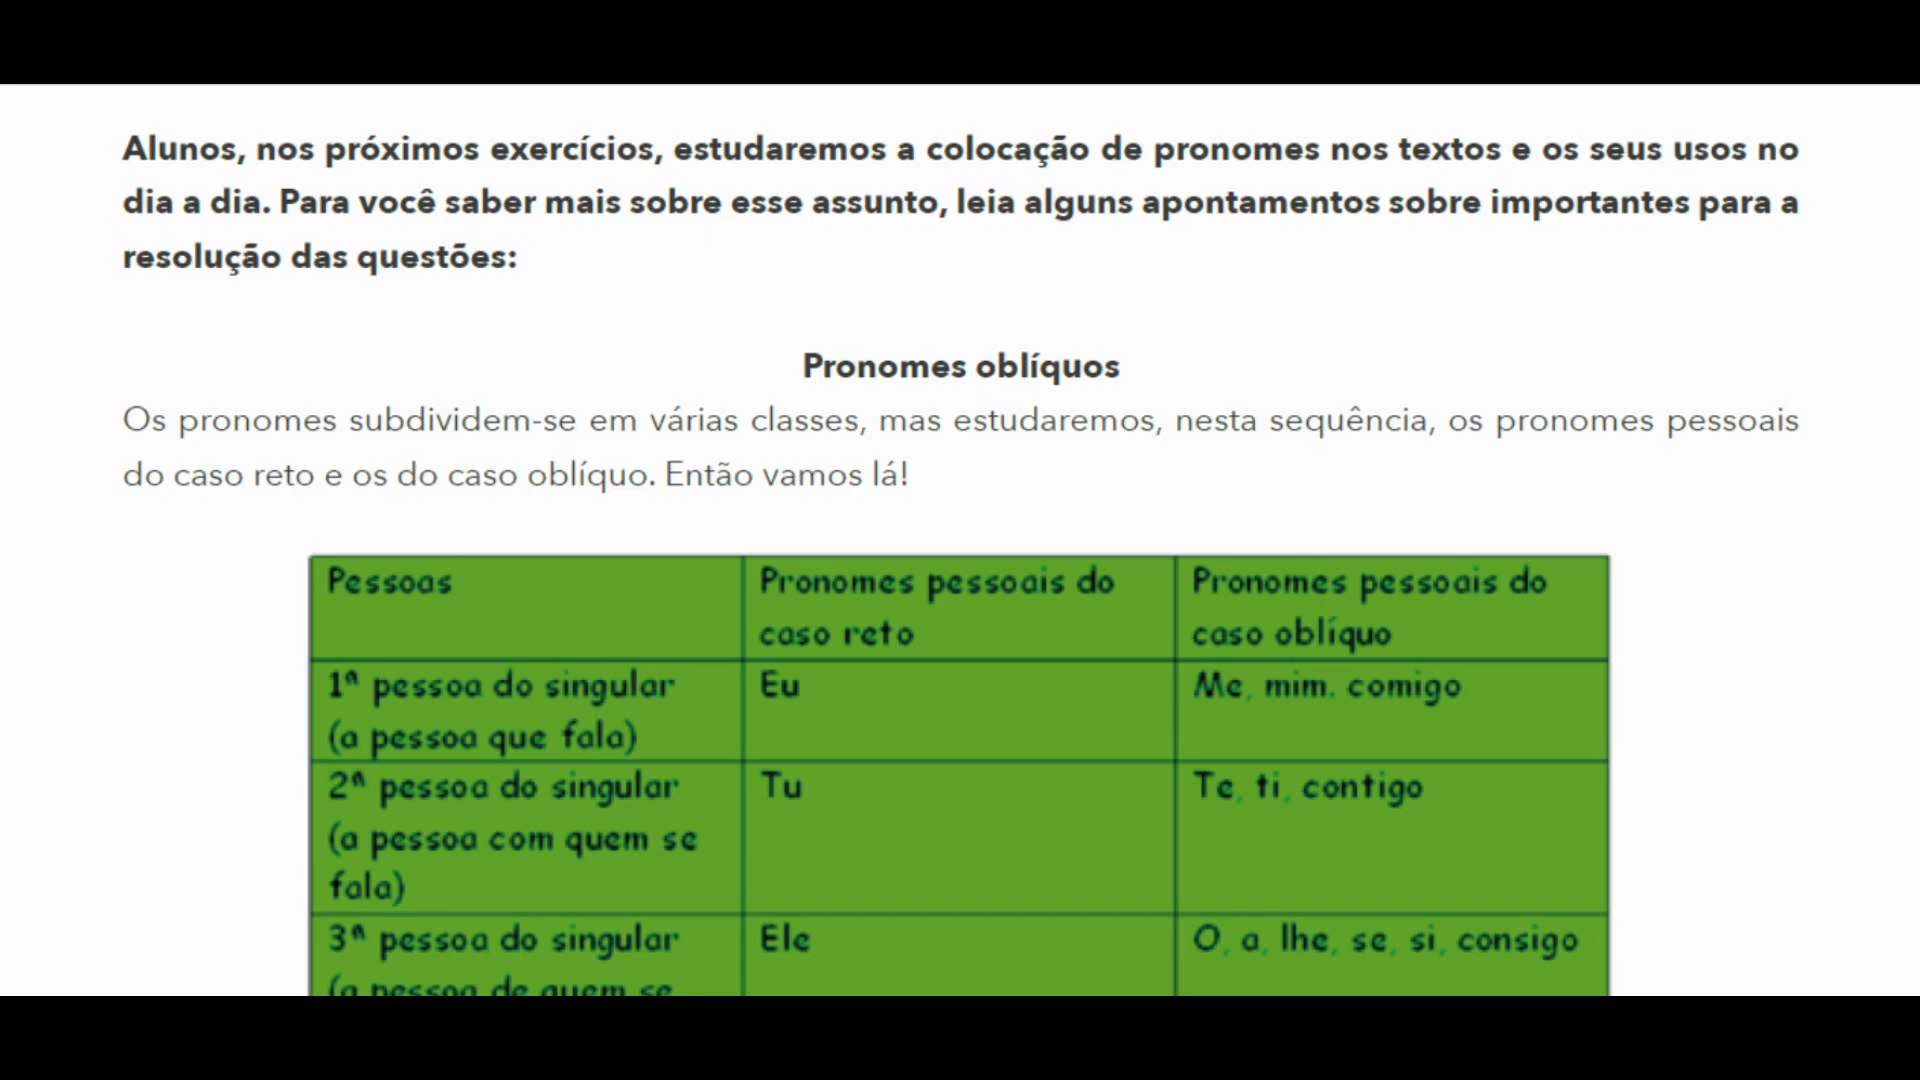 Alunos, nos próximos exercícios, estudaremos a colocação de pronomes nos textos e os seus usos no
dia a dia. Para você saber mais sobre esse assunto, leia alguns apontamentos sobre importantes para a
resolução das questões:
Pronomes oblíquos
Os pronomes subdividem-se em várias classes, mas estudaremos, nesta sequência, os pronomes pessoais
do caso reto e os do caso oblíquo. Então vamos lá!
Pessoas
Pronomes pessoais do
caso reto
Pronomes pessoais do
caso oblíquo
1ª pessoa do singular
(a pessoa que fala)
Eu
Me, mim. comigo
2ª pessoa do singular
(a pessoa com quem se
fala)
Tu
Te, ti, contigo
3ª pessoa do singular
(a pessoa de quem se
Ele
O, a, lhe, se, si, consigo